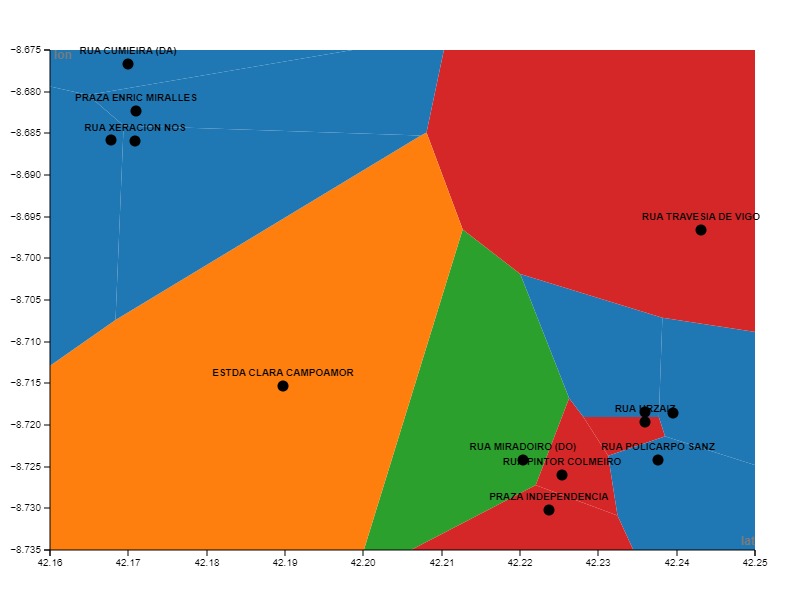 −8.675
lon
RUA CUMIEIRA (DA)
−8.680
PRAZA ENRIC MIRALLES
−8.685
RUA XERACION NOS
−8.690
−8.695
RUA TRAVESIA DE VIGO
−8.700
−8.705
−8.710
−8.715
ESTDA CLARA CAMPOAMOR
−8.720
RUA URZAIZ
−8.725
RUA MIRADOIRO (DO)
RUA POLICARPO SANZ
RUA PINTOR COLMEIRO
−8.730
PRAZA INDEPENDENCIA
−8.735
lat
42.16 42.17 42.18 42.19 42.20 42.21 42.22 42.23 42.24 42.25